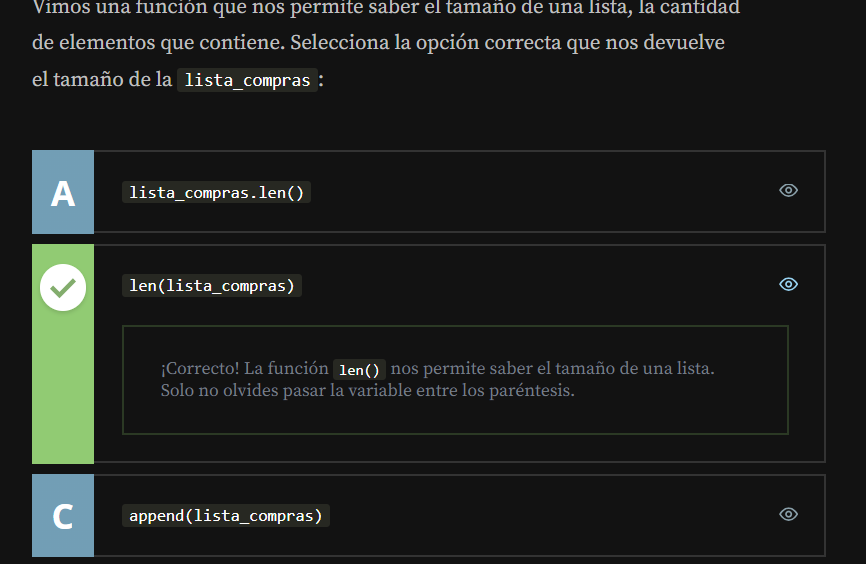 Vimos una función que nos permite saber el tamaño de una lista, la cantidad
de elementos que contiene. Selecciona la opción correcta que nos devuelve
el tamaño de la lista_compras:
A
lista_compras.len()
len(lista_compras)
¡Correcto! La función len() nos permite saber el tamaño de una lista.
Solo no olvides pasar la variable entre los paréntesis.
C
append(lista_compras)